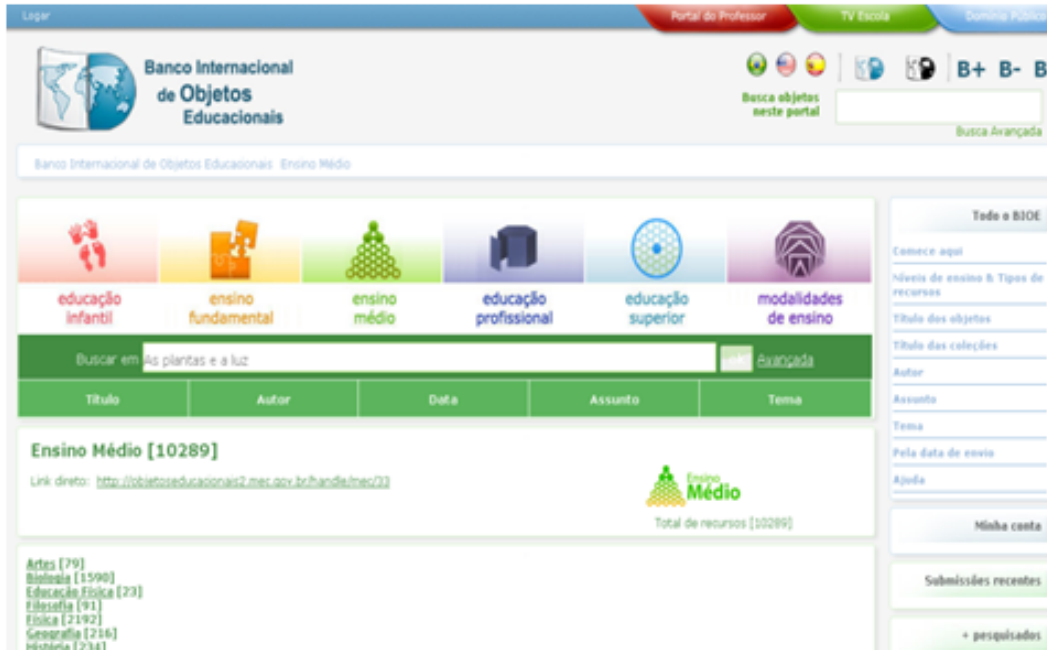 Logar
Portal do Professor
TV Escola
Domínio Público
Banco Internacional
de Objetos
Educacionais
B+ B- B
Busca objetos
neste portal
Busca Avançada
Banco Internacional de Objetos Educacionais Ensino Médio
educação
infantil
ensino
fundamental
ensino
médio
educação
profissional
educação
superior
modalidades
de ensino
Buscar em As plantas e a luz
Avançada
Título Autor Data Assunto Tema
Ensino Médio [10289]
Link direto: http://objetoseducacionais2.mec.gov.br/handle/mec/33
Ensino
Médio
Total de recursos [10289]
Artes [79]
Biologia [1590]
Educação Física [23]
Filosofia [91]
Física [2192]
Geografia [216]
História [234]
Todo o BIOE
Comece aqui
Níveis de ensino & Tipos de
recursos
Título dos objetos
Título das coleções
Autor
Assunto
Tema
Pela data de envio
Ajuda
Minha conta
Submissões recentes
+ pesquisados